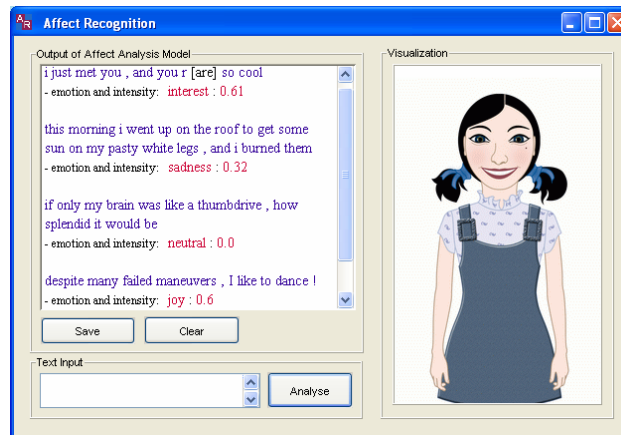 AR Affect Recognition
Output of Affect Analysis Model
i just met you , and you r [are] so cool
- emotion and intensity: interest : 0.61
this morning i went up on the roof to get some
sun on my pasty white legs , and i burned them
- emotion and intensity: sadness : 0.32
if only my brain was like a thumbdrive , how
splendid it would be
- emotion and intensity: neutral : 0.0
despite many failed maneuvers , I like to dance !
- emotion and intensity: joy : 0.6
Save Clear
Text Input
Analyse
Visualization